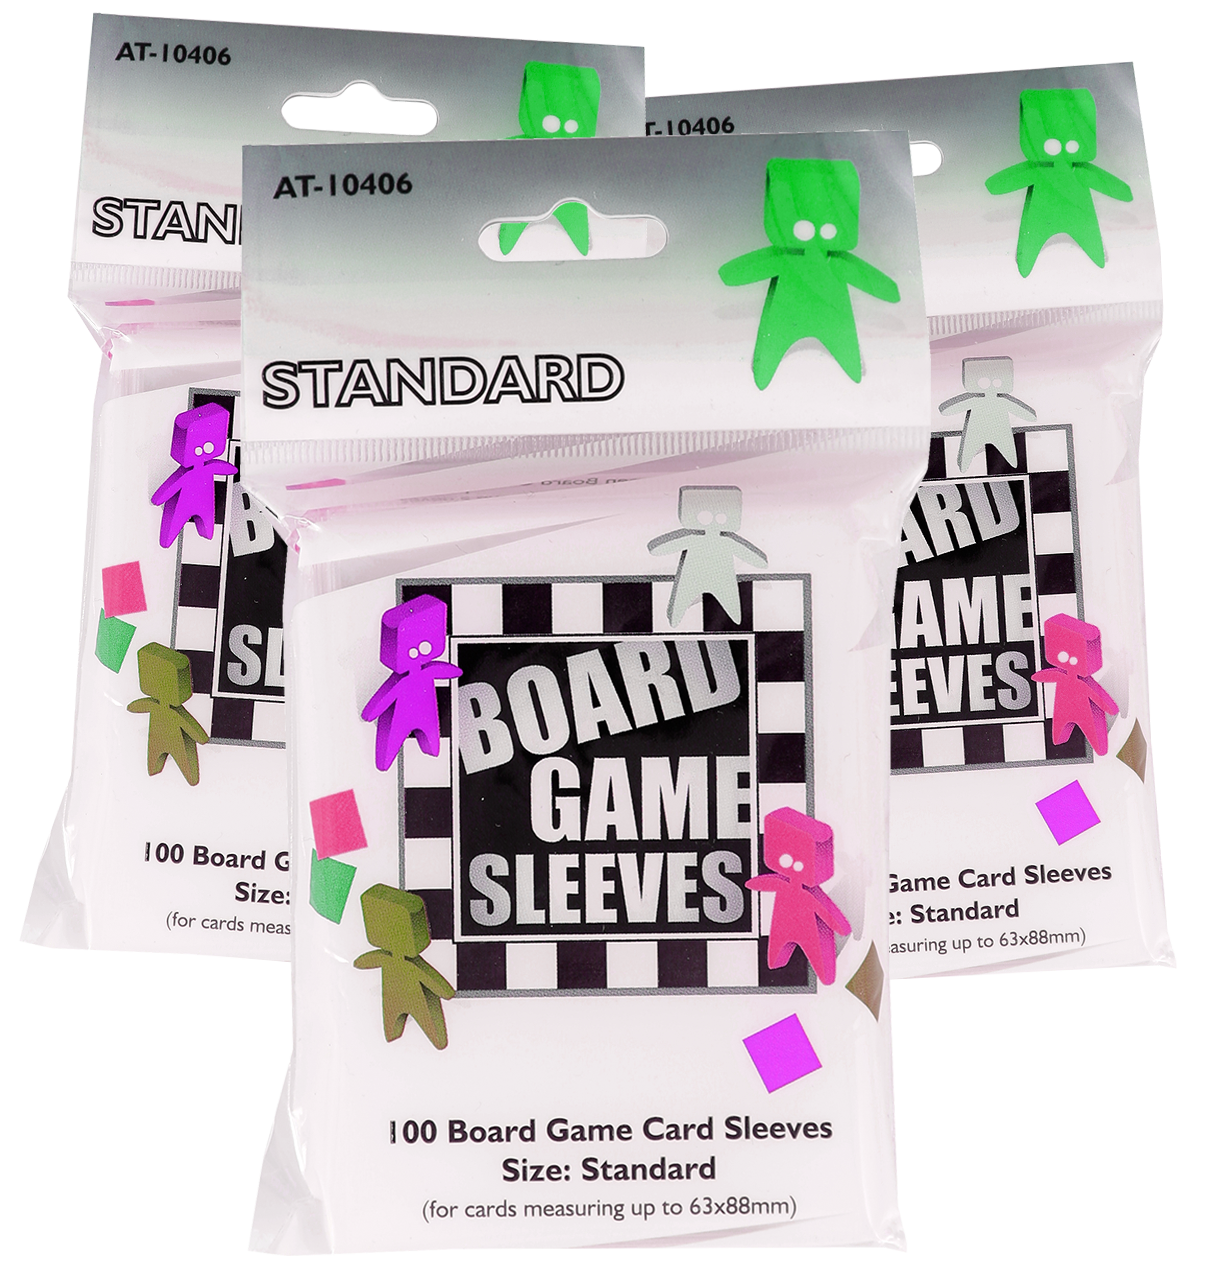 AT-10406
STAN
100 Board G
Size:
(for cards meas
AT-10406
STANDARD
BOARD
GAME
SLEEVES
100 Board Game Card Sleeves
Size: Standard
(for cards measuring up to 63x88mm)
T-10406
ARD
AME
EEVES
Game Card Sleeves
e: Standard
asuring up to 63x88mm)